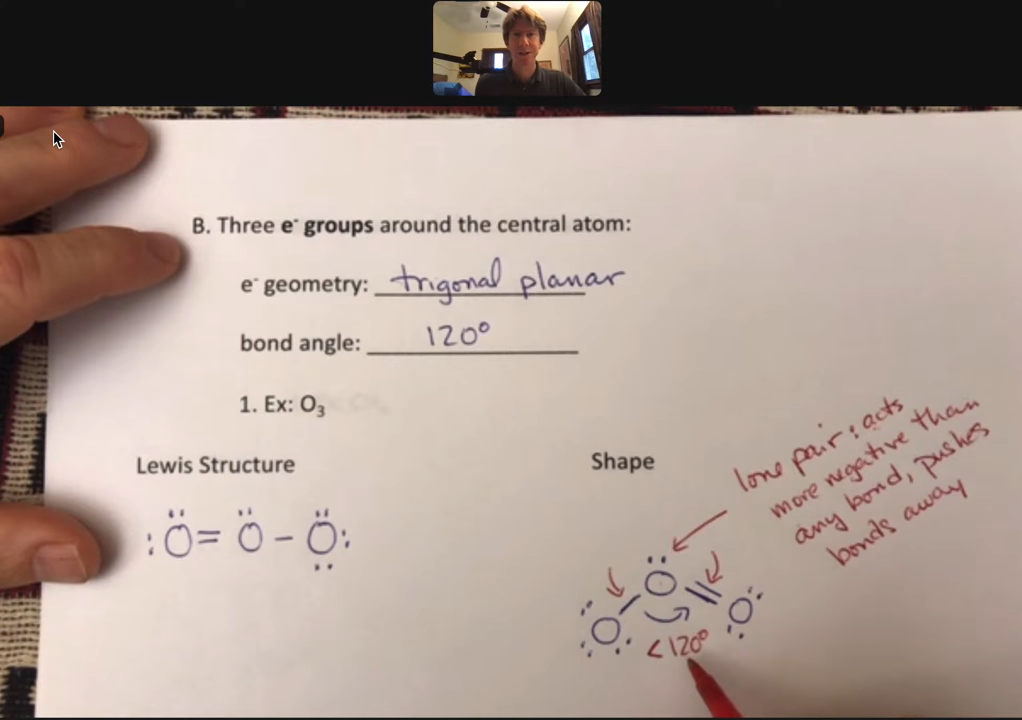 B. Three e⁻ groups around the central atom:
e⁻ geometry: trigonal planar
bond angle: 120°
1. Ex: O₃
Lewis Structure
:Ö=Ö-Ö:
Shape
lone pair: acts
more negative than
any bond, pushes
bonds away
O
O
O
<120°